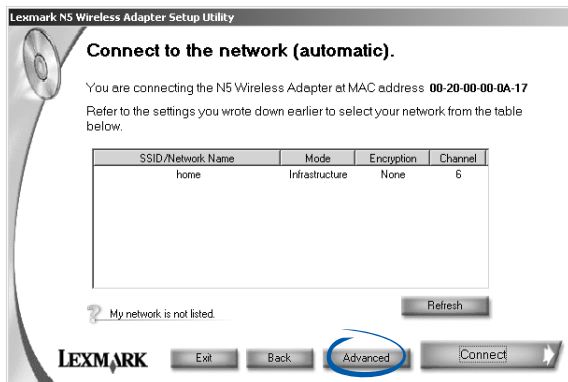 Lexmark N5 Wireless Adapter Setup Utility
Connect to the network (automatic).
You are connecting the N5 Wireless Adapter at MAC address 00-20-00-00-0A-17
Refer to the settings you wrote down earlier to select your network from the table
below.
SSID/Network Name Mode Encryption Channel
home Infrastructure None 6
Refresh
? My network is not listed.
LEXMARK Exit Back Advanced Connect